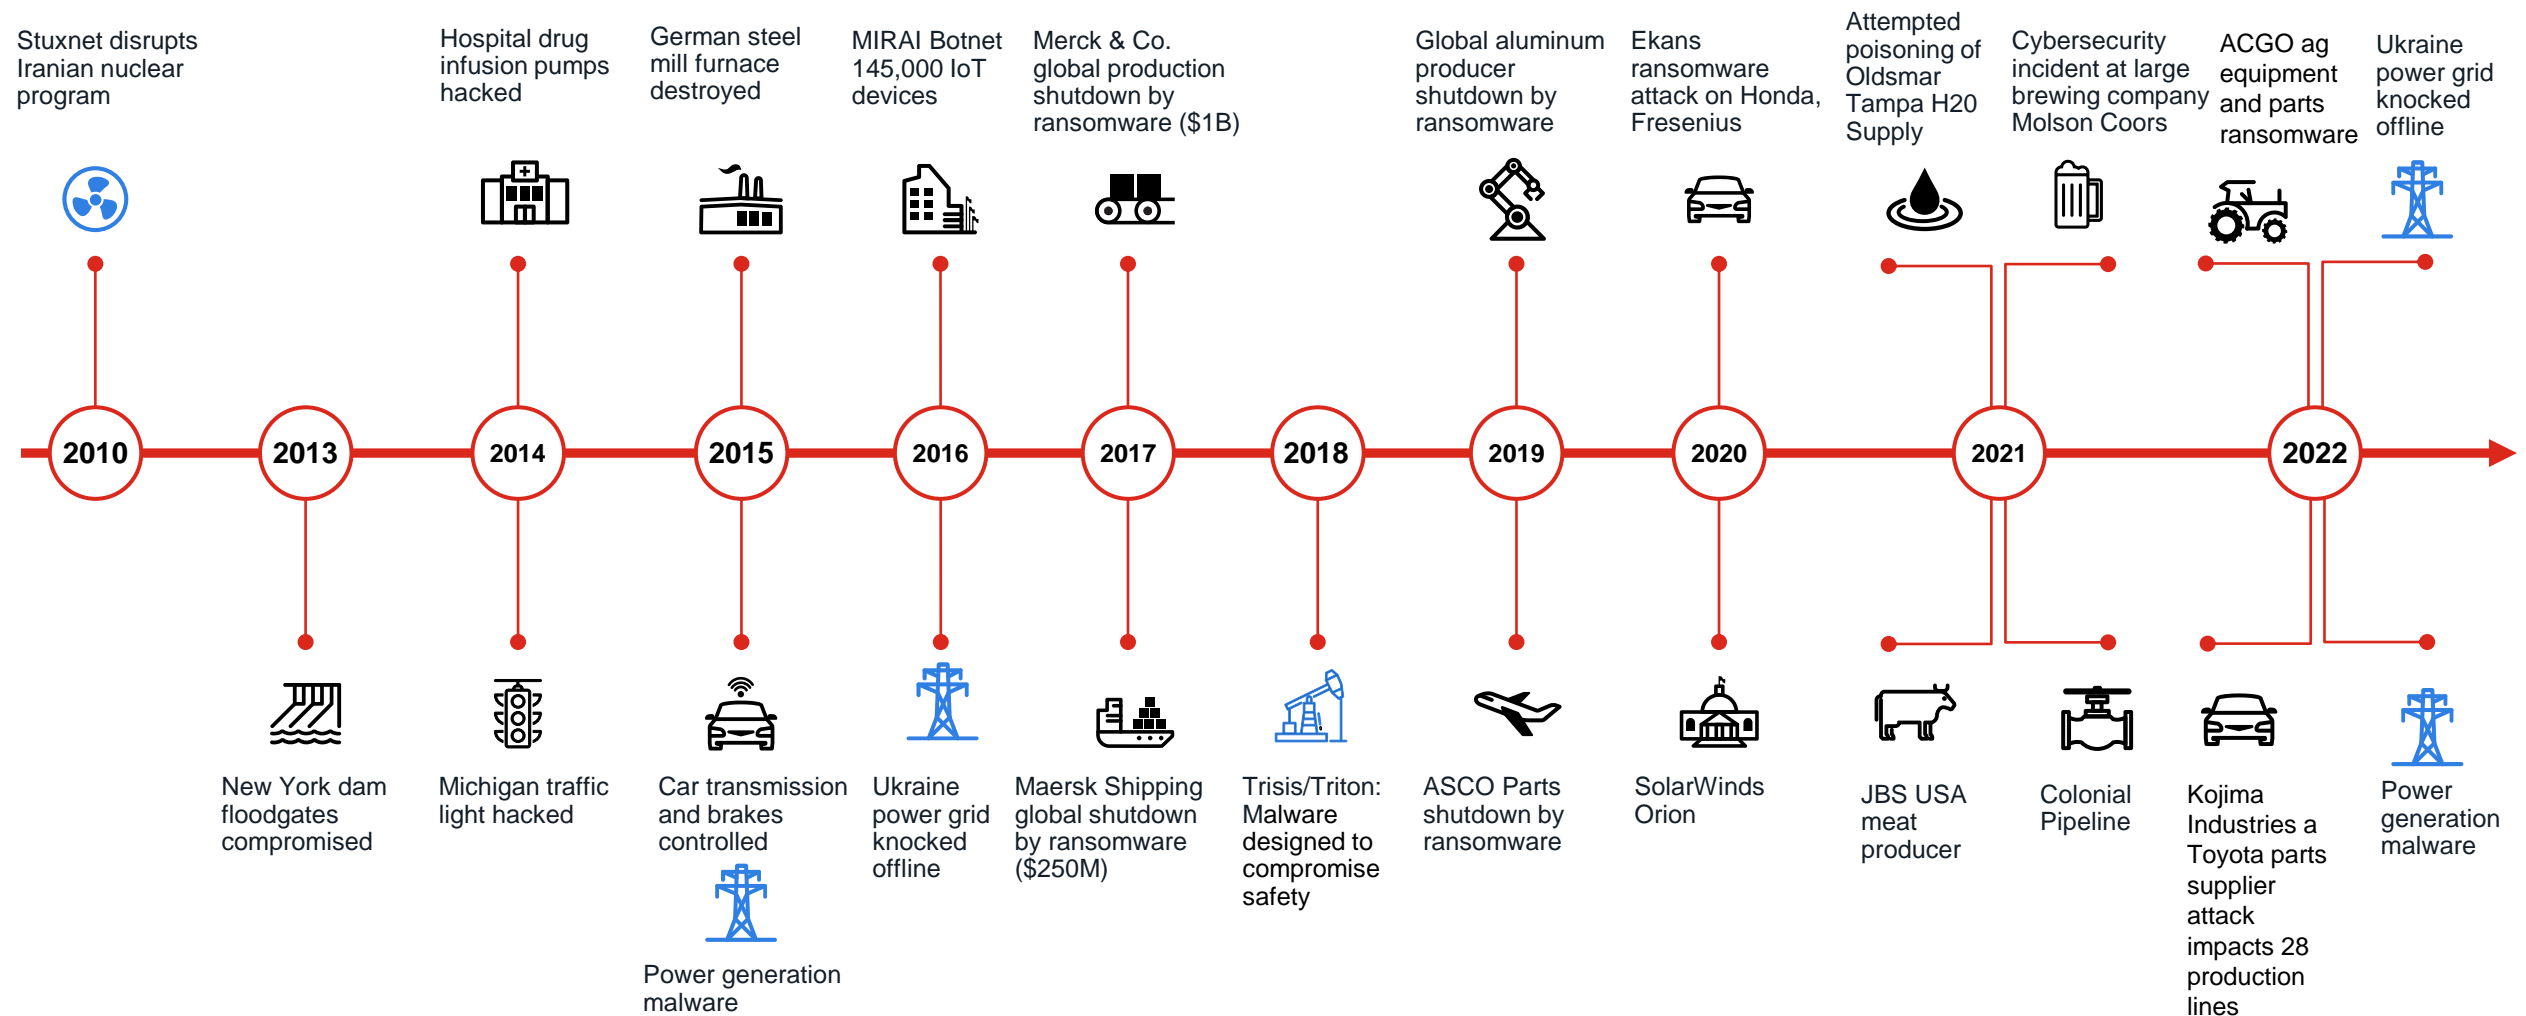 Stuxnet disrupts
Iranian nuclear
program
Hospital drug
infusion pumps
hacked
German steel
mill furnace
destroyed
MIRAI Botnet
145,000 IoT
devices
Merck & Co.
global production
shutdown by
ransomware ($1B)
Global aluminum
producer
shutdown by
ransomware
Ekans
ransomware
attack on Honda,
Fresenius
Attempted
poisoning of
Oldsmar
Tampa H20
Supply
Cybersecurity
incident at large
brewing company
Molson Coors
ACGO ag
equipment
and parts
ransomware
Ukraine
power grid
knocked
offline
2010
2013
2014
2015
2016
2017
2018
2019
2020
2021
2022
New York dam
floodgates
compromised
Michigan traffic
light hacked
Car transmission
and brakes
controlled
Power generation
malware
Ukraine
power grid
knocked
offline
Maersk Shipping
global shutdown
by ransomware
($250M)
Trisis/Triton:
Malware
designed to
compromise
safety
ASCO Parts
shutdown by
ransomware
SolarWinds
Orion
JBS USA
meat
producer
Colonial
Pipeline
Kojima
Industries a
Toyota parts
supplier
attack
impacts 28
production
lines
Power
generation
malware